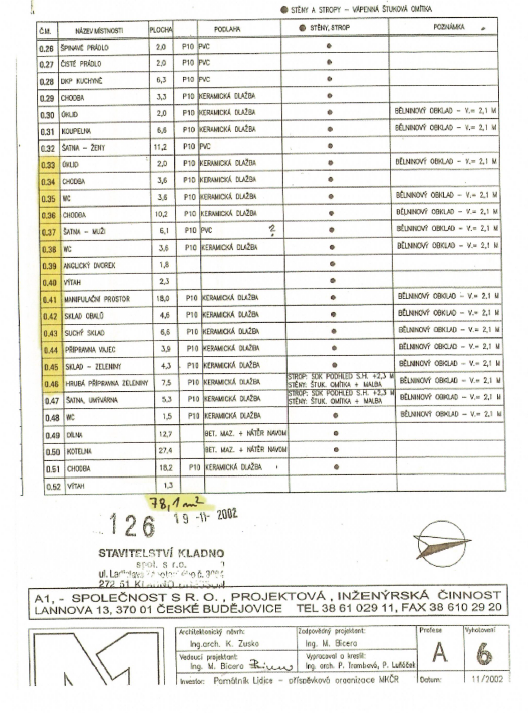 ● STĚNY A STROPY – VÁPENNÁ ŠTUKOVÁ OMÍTKA
Č.M. NÁZEV MÍSTNOSTI PLOCHA PODLAHA ● STĚNY, STROP POZNÁMKA
0.26 ŠPINAVÉ PRÁDLO 2,0 P10 PVC ●
0.27 ČISTÉ PRÁDLO 2,0 P10 PVC ●
0.28 DKP KUCHYNĚ 6,3 P10 PVC ●
0.29 CHODBA 3,3 P10 KERAMICKÁ DLAŽBA ●
0.30 ÚKLID 2,0 P10 KERAMICKÁ DLAŽBA ● BĚLNINOVÝ OBKLAD – V.= 2,1 M
0.31 KOUPELNA 6,6 P10 KERAMICKÁ DLAŽBA ● BĚLNINOVÝ OBKLAD – V.= 2,1 M
0.32 ŠATNA – ŽENY 11,2 P10 PVC ●
0.33 ÚKLID 2,0 P10 KERAMICKÁ DLAŽBA ● BĚLNINOVÝ OBKLAD – V.= 2,1 M
0.34 CHODBA 3,6 P10 KERAMICKÁ DLAŽBA ●
0.35 WC 3,6 P10 KERAMICKÁ DLAŽBA ● BĚLNINOVÝ OBKLAD – V.= 2,1 M
0.36 CHODBA 10,2 P10 KERAMICKÁ DLAŽBA ● BĚLNINOVÝ OBKLAD – V.= 2,1 M
0.37 ŠATNA – MUŽI 6,1 P10 PVC ? ● BĚLNINOVÝ OBKLAD – V.= 2,1 M
0.38 WC 3,6 P10 KERAMICKÁ DLAŽBA ● BĚLNINOVÝ OBKLAD – V.= 2,1 M
0.39 ANGLICKÝ DVOREK 1,8 ●
0.40 VÝTAH 2,3 ●
0.41 MANIPULAČNÍ PROSTOR 18,0 P10 KERAMICKÁ DLAŽBA ● BĚLNINOVÝ OBKLAD – V.= 2,1 M
0.42 SKLAD OBALŮ 4,6 P10 KERAMICKÁ DLAŽBA ● BĚLNINOVÝ OBKLAD – V.= 2,1 M
0.43 SUCHÝ SKLAD 6,6 P10 KERAMICKÁ DLAŽBA ● BĚLNINOVÝ OBKLAD – V.= 2,1 M
0.44 PŘÍPRAVNA VAJEC 3,9 P10 KERAMICKÁ DLAŽBA ● BĚLNINOVÝ OBKLAD – V.= 2,1 M
0.45 SKLAD – ZELENINY 4,3 P10 KERAMICKÁ DLAŽBA ● BĚLNINOVÝ OBKLAD – V.= 2,1 M
0.46 HRUBÁ PŘÍPRAVNA ZELENINY 7,5 P10 KERAMICKÁ DLAŽBA STROP: SDK PODHLED S.H. +2,3 M BĚLNINOVÝ OBKLAD – V.= 2,1 M
STĚNY: ŠTUK. OMÍTKA + MALBA
0.47 ŠATNA, UMÝVÁRNA 5,3 P10 KERAMICKÁ DLAŽBA STROP: SDK PODHLED S.H. +2,3 M BĚLNINOVÝ OBKLAD – V.= 2,1 M
STĚNY: ŠTUK. OMÍTKA + MALBA
0.48 WC 1,5 P10 KERAMICKÁ DLAŽBA ● BĚLNINOVÝ OBKLAD – V.= 2,1 M
0.49 DÍLNA 12,7 BET. MAZ. + NÁTĚR NAVOM ●
0.50 KOTELNA 27,4 BET. MAZ. + NÁTĚR NAVOM ●
0.51 CHODBA 18,2 P10 KERAMICKÁ DLAŽBA ●
0.52 VÝTAH 1,3
78,1 m²
126 19 -11- 2002
STAVITELSTVÍ KLADNO
spol. s r.o.
A1, - SPOLEČNOST S R. O. , PROJEKTOVÁ , INŽENÝRSKÁ ČINNOST
LANNOVA 13, 370 01 ČESKÉ BUDĚJOVICE TEL 38 61 029 11, FAX 38 610 29 20
Architektonický návrh: Zodpovědný projektant: Profese Vyhotovení
Ing.arch. K. Zuska Ing. M. Bicera A 6
Vedoucí projektant: Vypracoval a kreslil:
Ing. M. Bicera Ing. arch. P. Trambová, P. Luťáček
Investor: Památník Lidice – příspěvková organizace MKČR Datum: 11/2002